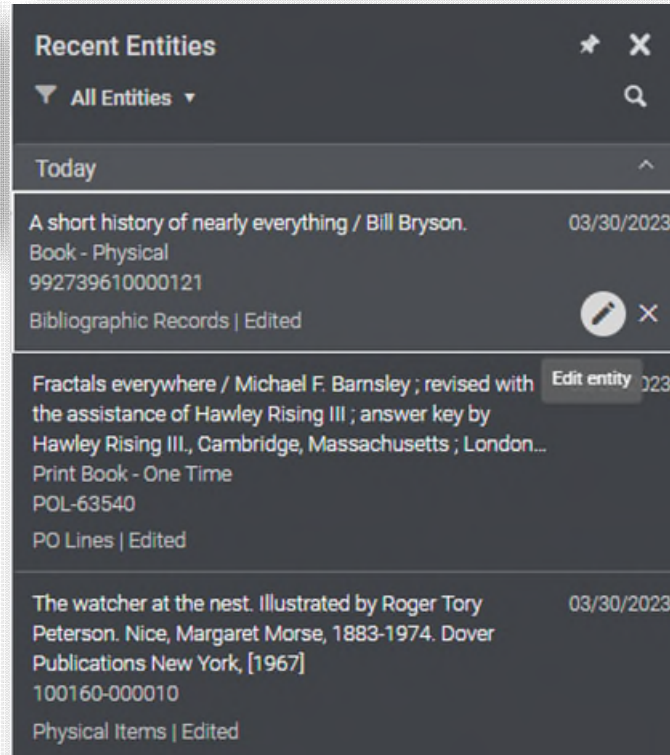 Recent Entities
All Entities
Today
A short history of nearly everything / Bill Bryson. 03/30/2023
Book - Physical
992739610000121
Bibliographic Records | Edited
Edit entity
Fractals everywhere / Michael F. Barnsley ; revised with 023
the assistance of Hawley Rising III ; answer key by
Hawley Rising III., Cambridge, Massachusetts ; London...
Print Book - One Time
POL-63540
PO Lines | Edited
The watcher at the nest. Illustrated by Roger Tory 03/30/2023
Peterson. Nice, Margaret Morse, 1883-1974. Dover
Publications New York, [1967]
100160-000010
Physical Items | Edited